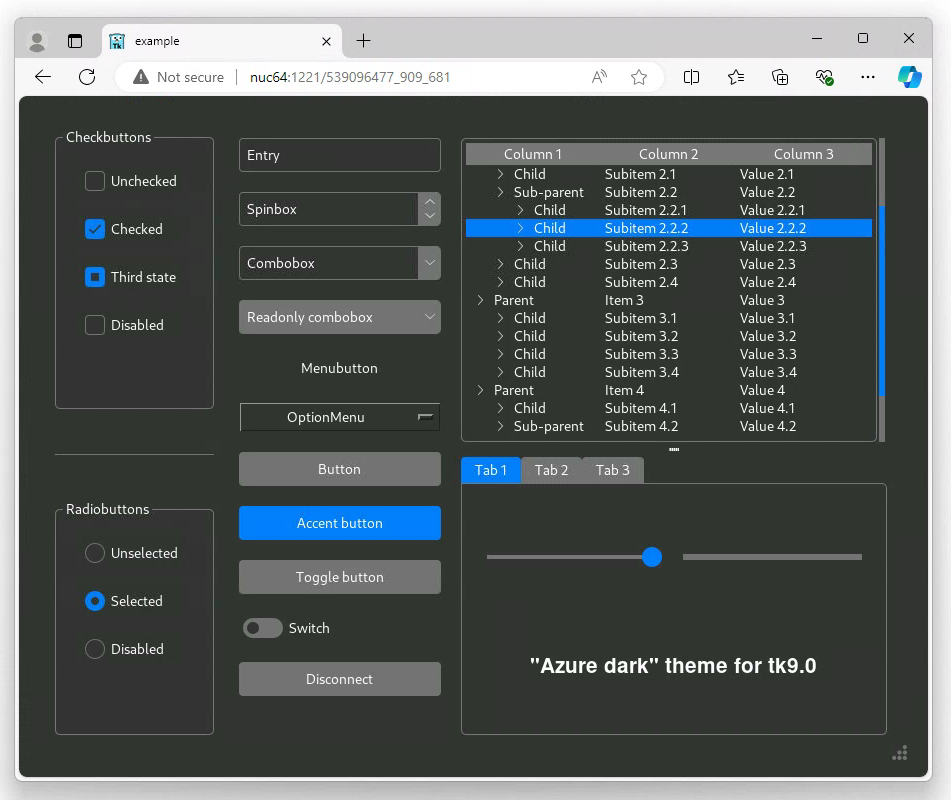 example
Not secure | nuc64:1221/539096477_909_681
Checkbuttons
Unchecked
Checked
Third state
Disabled
Radiobuttons
Unselected
Selected
Disabled
Entry
Spinbox
Combobox
Readonly combobox
Menubutton
OptionMenu
Button
Accent button
Toggle button
Switch
Disconnect
Column 1 Column 2 Column 3
Child Subitem 2.1 Value 2.1
Sub-parent Subitem 2.2 Value 2.2
Child Subitem 2.2.1 Value 2.2.1
Child Subitem 2.2.2 Value 2.2.2
Child Subitem 2.2.3 Value 2.2.3
Child Subitem 2.3 Value 2.3
Child Subitem 2.4 Value 2.4
Parent Item 3 Value 3
Child Subitem 3.1 Value 3.1
Child Subitem 3.2 Value 3.2
Child Subitem 3.3 Value 3.3
Child Subitem 3.4 Value 3.4
Parent Item 4 Value 4
Child Subitem 4.1 Value 4.1
Sub-parent Subitem 4.2 Value 4.2
Tab 1 Tab 2 Tab 3
"Azure dark" theme for tk9.0